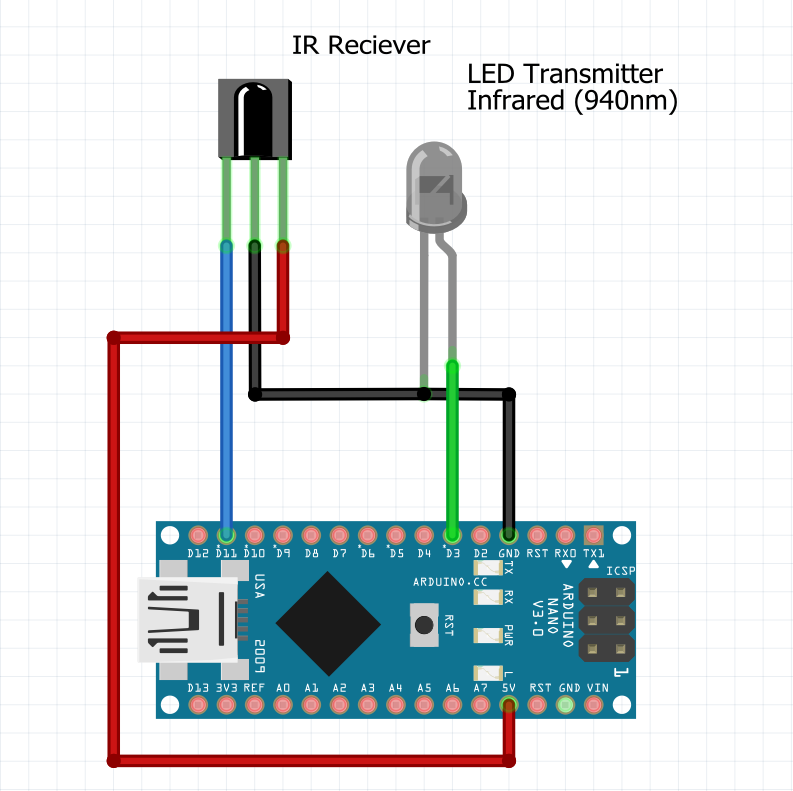 IR Reciever
LED Transmitter
Infrared (940nm)
D12 *D11 *D10 *D9 D8 D7 *D6 *D5 D4 *D3 D2 GND RST RX0 TX1
ICSP
TX
RX
PWR
L
ARDUINO.CC
RST
ARDUINO
NANO
V3.0
USA
2009
1
D13 3V3 REF A0 A1 A2 A3 A4 A5 A6 A7 5V RST GND VIN